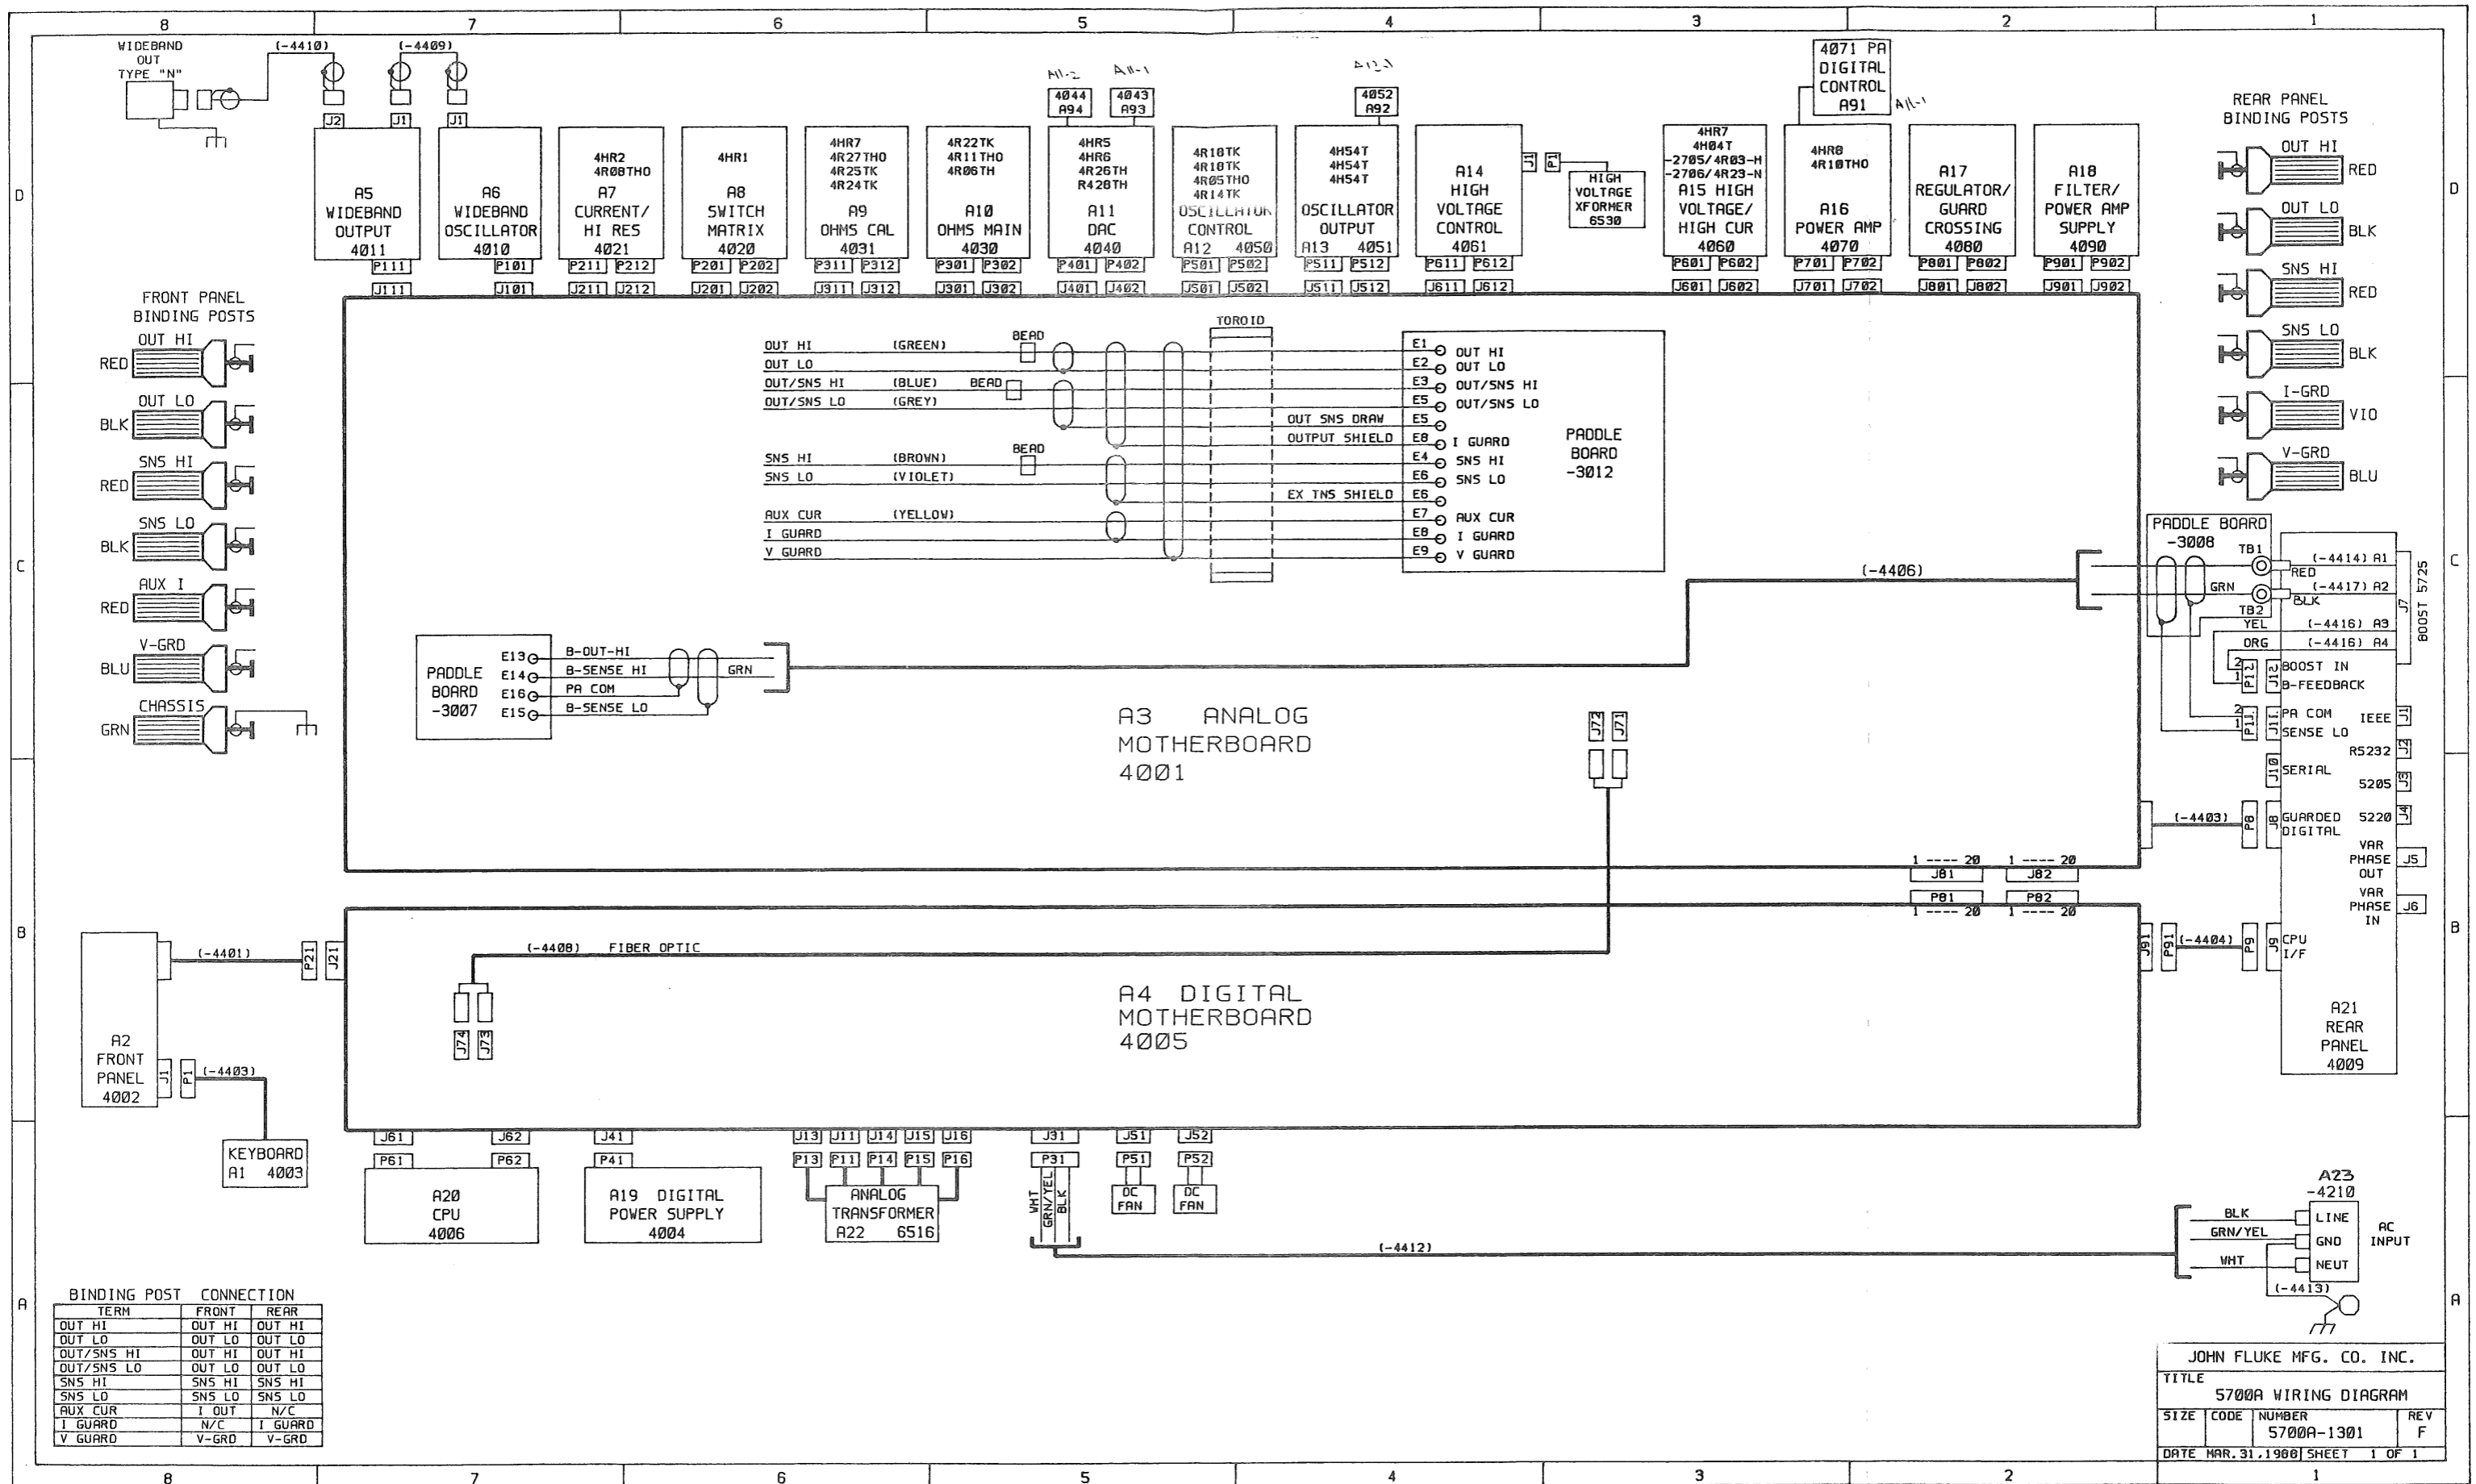 8 7 6 5 4 3 2 1
WIDEBAND
OUT
TYPE "N"
(-4410)
(-4409)
J2
J1
J1
A5
WIDEBAND
OUTPUT
4011
P111
J111
A6
WIDEBAND
OSCILLATOR
4010
P101
J101
4HR2
4R08THO
A7
CURRENT/
HI RES
4021
P211 P212
J211 J212
4HR1
A8
SWITCH
MATRIX
4020
P201 P202
J201 J202
4HR7
4R27THO
4R25TK
4R24TK
A9
OHMS CAL
4031
P311 P312
J311 J312
4R22TK
4R11THO
4R06TH
A10
OHMS MAIN
4030
P301 P302
J301 J302
A11-2
A11-1
4044
A94
4043
A93
4HR5
4HR6
4R26TH
R428TH
A11
DAC
4040
P401 P402
J401 J402
4R18TK
4R18TK
4R05THO
4R14TK
OSCILLATOR
CONTROL
A12 4050
P501 P502
J501 J502
4052
A92
4H54T
4H54T
4H54T
OSCILLATOR
OUTPUT
A13 4051
P511 P512
J511 J512
A14
HIGH
VOLTAGE
CONTROL
4061
P611 P612
J611 J612
J1
P1
HIGH
VOLTAGE
XFORMER
6530
4HR7
4H04T
-2705/4R03-H
-2706/4R23-N
A15 HIGH
VOLTAGE/
HIGH CUR
4060
P601 P602
J601 J602
4071 PA
DIGITAL
CONTROL
A91
4HR8
4R10THO
A16
POWER AMP
4070
P701 P702
J701 J702
A17
REGULATOR/
GUARD
CROSSING
4080
P801 P802
J801 J802
A18
FILTER/
POWER AMP
SUPPLY
4090
P901 P902
J901 J902
REAR PANEL
BINDING POSTS
OUT HI
RED
OUT LO
BLK
SNS HI
RED
SNS LO
BLK
I-GRD
VIO
V-GRD
BLU
D
D
FRONT PANEL
BINDING POSTS
OUT HI
RED
OUT LO
BLK
SNS HI
RED
SNS LO
BLK
AUX I
RED
V-GRD
BLU
CHASSIS
GRN
TOROID
OUT HI (GREEN) BEAD E1 OUT HI
OUT LO E2 OUT LO
OUT/SNS HI (BLUE) BEAD E3 OUT/SNS HI
OUT/SNS LO (GREY) E5 OUT/SNS LO
OUT SNS DRAW E5
OUTPUT SHIELD E8 I GUARD
SNS HI (BROWN) BEAD E4 SNS HI
SNS LO (VIOLET) E6 SNS LO
EX TNS SHIELD E6
AUX CUR (YELLOW) E7 AUX CUR
I GUARD E8 I GUARD
V GUARD E9 V GUARD
PADDLE
BOARD
-3012
C
C
(-4406)
PADDLE BOARD
-3008
TB1
RED
(-4414) A1
GRN
(-4417) A2
TB2
BLK
YEL (-4416) A3
ORG (-4416) A4
J7
BOOST 5725
2
1
P12
J12
BOOST IN
B-FEEDBACK
2
1
P11
J11
PA COM
SENSE LO
IEEE J1
RS232 J2
J10
SERIAL
5205 J3
5220 J4
(-4403)
P8
J8
GUARDED
DIGITAL
VAR
PHASE
OUT
J5
VAR
PHASE
IN
J6
PADDLE
BOARD
-3007
E13 B-OUT-HI
E14 B-SENSE HI
E16 PA COM
E15 B-SENSE LO
GRN
A3 ANALOG
MOTHERBOARD
4001
J72
J71
1 ---- 20 1 ---- 20
J81 J82
P81 P82
1 ---- 20 1 ---- 20
B
B
(-4401)
P21
J21
(-4408) FIBER OPTIC
J74
J73
A4 DIGITAL
MOTHERBOARD
4005
J91
P91
(-4404)
P9
J9
CPU
I/F
A21
REAR
PANEL
4009
A2
FRONT
PANEL
4002
J1
P1
(-4403)
KEYBOARD
A1 4003
J61 J62 J41 J13 J11 J14 J15 J16 J31 J51 J52
P61 P62 P41 P13 P11 P14 P15 P16 P31 P51 P52
A20
CPU
4006
A19 DIGITAL
POWER SUPPLY
4004
ANALOG
TRANSFORMER
A22 6516
WHT
GRN/YEL
BLK
DC
FAN
DC
FAN
(-4412)
A23
-4210
BLK LINE
GRN/YEL GND
WHT NEUT
AC
INPUT
(-4413)
A
A
BINDING POST CONNECTION
TERM FRONT REAR
OUT HI OUT HI OUT HI
OUT LO OUT LO OUT LO
OUT/SNS HI OUT HI OUT HI
OUT/SNS LO OUT LO OUT LO
SNS HI SNS HI SNS HI
SNS LO SNS LO SNS LO
AUX CUR I OUT N/C
I GUARD N/C I GUARD
V GUARD V-GRD V-GRD
JOHN FLUKE MFG. CO. INC.
TITLE
5700A WIRING DIAGRAM
SIZE CODE NUMBER REV
5700A-1301 F
DATE MAR.31,1988 SHEET 1 OF 1
8 7 6 5 4 3 2 1